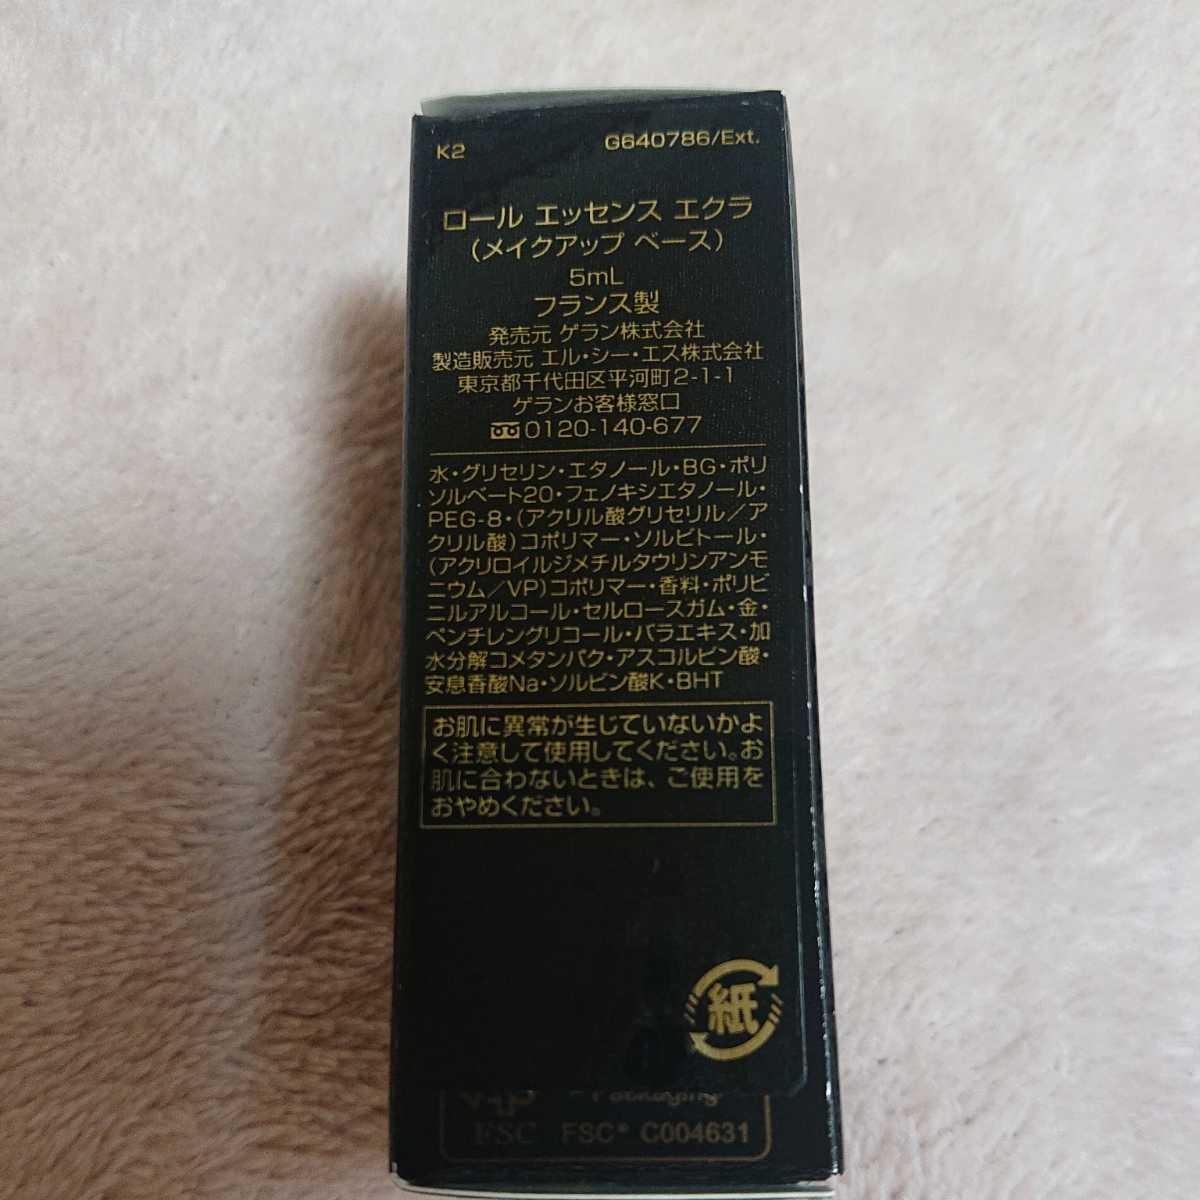 K2 G640786/Ext.
ロール エッセンス エクラ
(メイクアップ ベース)
5mL
フランス製
発売元 ゲラン株式会社
製造販売元 エル・シー・エス株式会社
東京都千代田区平河町2-1-1
ゲランお客様窓口
0120-140-677
水・グリセリン・エタノール・BG・ポリ
ソルベート20・フェノキシエタノール・
PEG-8・(アクリル酸グリセリル/ア
クリル酸)コポリマー・ソルビトール・
(アクリロイルジメチルタウリンアンモ
ニウム/VP)コポリマー・香料・ポリビ
ニルアルコール・セルロースガム・金・
ペンチレングリコール・バラエキス・加
水分解コメタンパク・アスコルビン酸・
安息香酸Na・ソルビン酸K・BHT
お肌に異常が生じていないかよ
く注意して使用してください。お
肌に合わないときは、ご使用を
おやめください。
紙
Packaging
FSC FSC® C004631